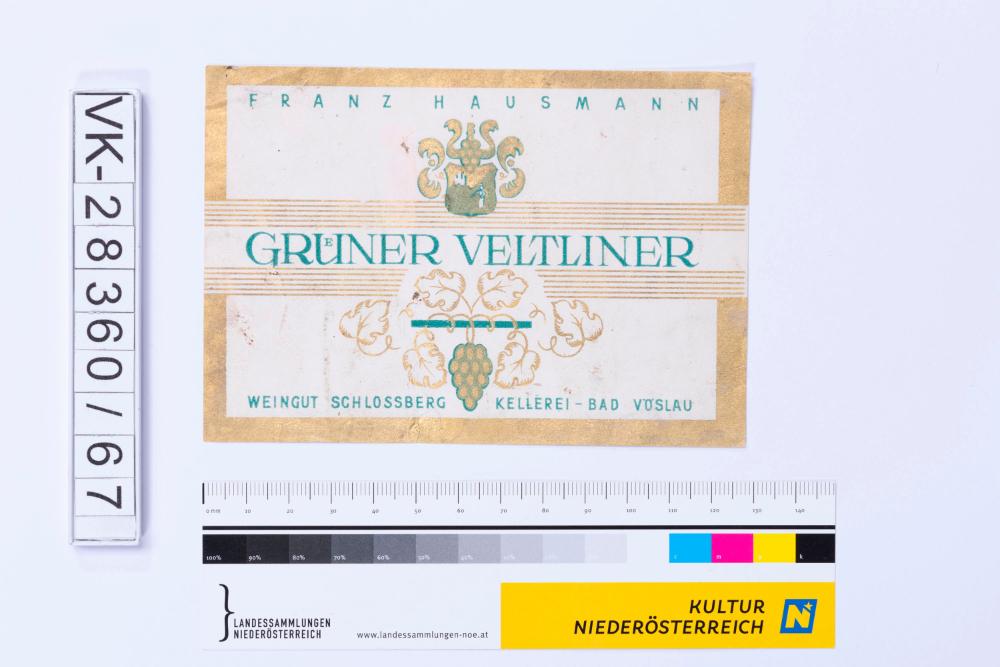 FRANZ HAUSMANN
GRUᴱNER VELTLINER
WEINGUT SCHLOSSBERG KELLEREI – BAD VÖSLAU
VK-28360/67
0 mm 10 20 30 40 50 60 70 80 90 100 110 120 130 140
100% 90% 80% 70% 60% 50% 40% c m y k
LANDESSAMMLUNGEN
NIEDERÖSTERREICH
www.landessammlungen-noe.at
KULTUR
NIEDERÖSTERREICH
N